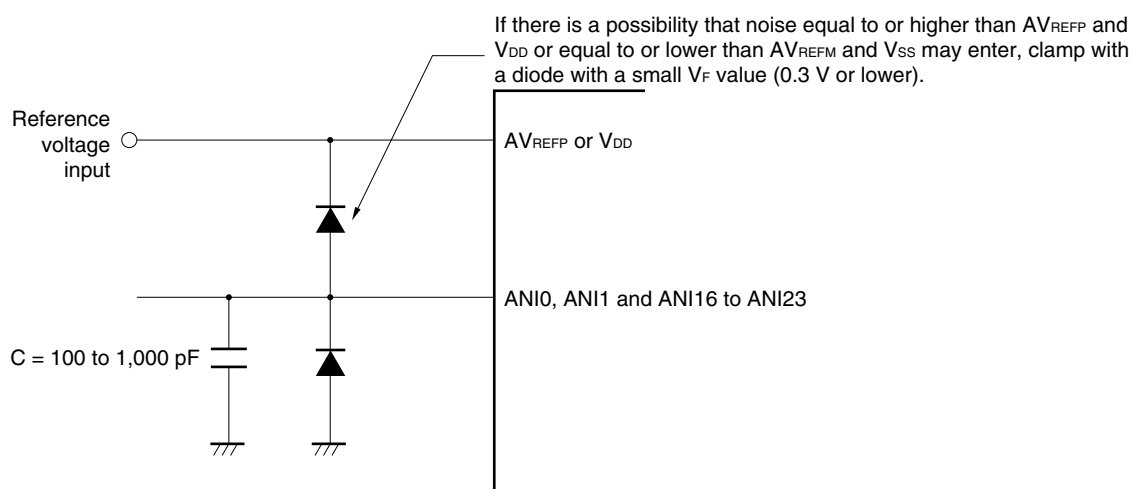 If there is a possibility that noise equal to or higher than AVREFP and
VDD or equal to or lower than AVREFM and VSS may enter, clamp with
a diode with a small VF value (0.3 V or lower).
Reference
voltage
input
AVREFP or VDD
ANI0, ANI1 and ANI16 to ANI23
C = 100 to 1,000 pF